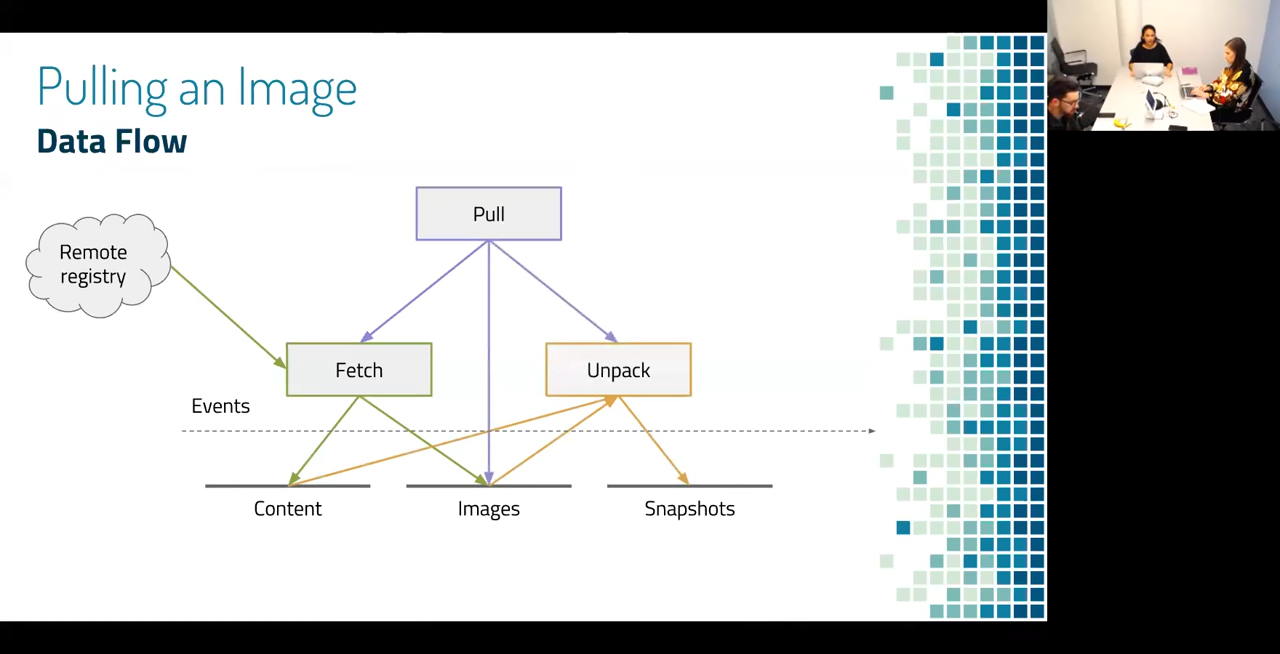 Pulling an Image
Data Flow
Pull
Remote
registry
Fetch
Unpack
Events
Content
Images
Snapshots